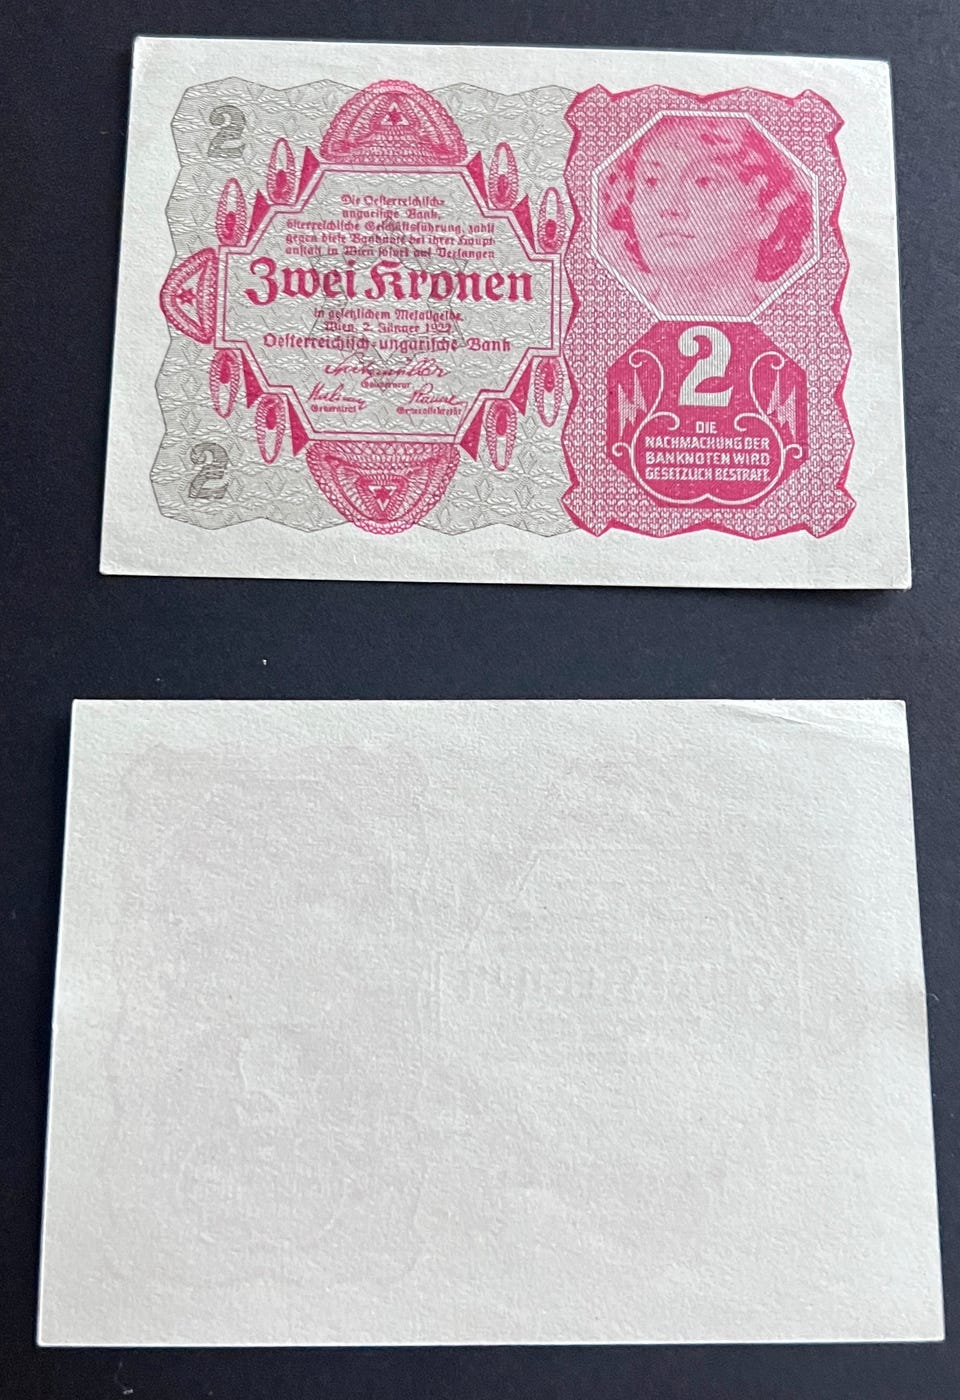 2
Die Oesterreichisch-
ungarische Bank,
österreichische Geschäftsführung, zahlt
gegen diese Banknote bei ihrer Haupt-
anstalt in Wien sofort auf Verlangen
Zwei Kronen
in gesetzlichem Metallgelde.
Wien, 2. Jänner 1922
Oesterreichisch-ungarische Bank
Gouverneur
Generalrat Generalsekretär
2
2
DIE
NACHMACHUNG DER
BANKNOTEN WIRD
GESETZLICH BESTRAFT.